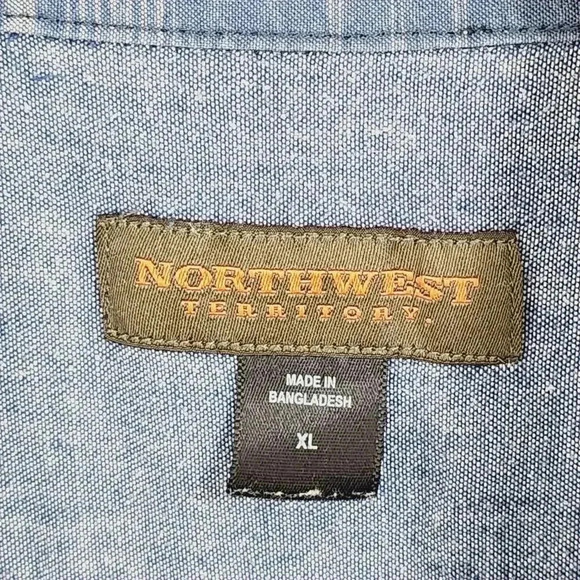 NORTHWEST
TERRITORY.
MADE IN
BANGLADESH
XL